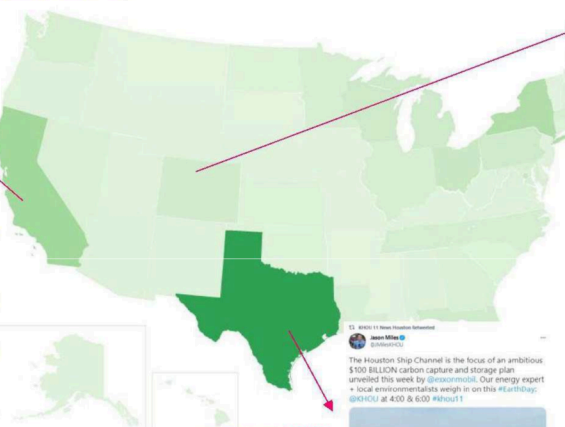 KHOU 11 News Houston Retweeted
Jason Miles
@JMilesKHOU
The Houston Ship Channel is the focus of an ambitious
$100 BILLION carbon capture and storage plan
unveiled this week by @exxonmobil. Our energy expert
+ local environmentalists weigh in on this #EarthDay:
@KHOU at 4:00 & 6:00 #khou11